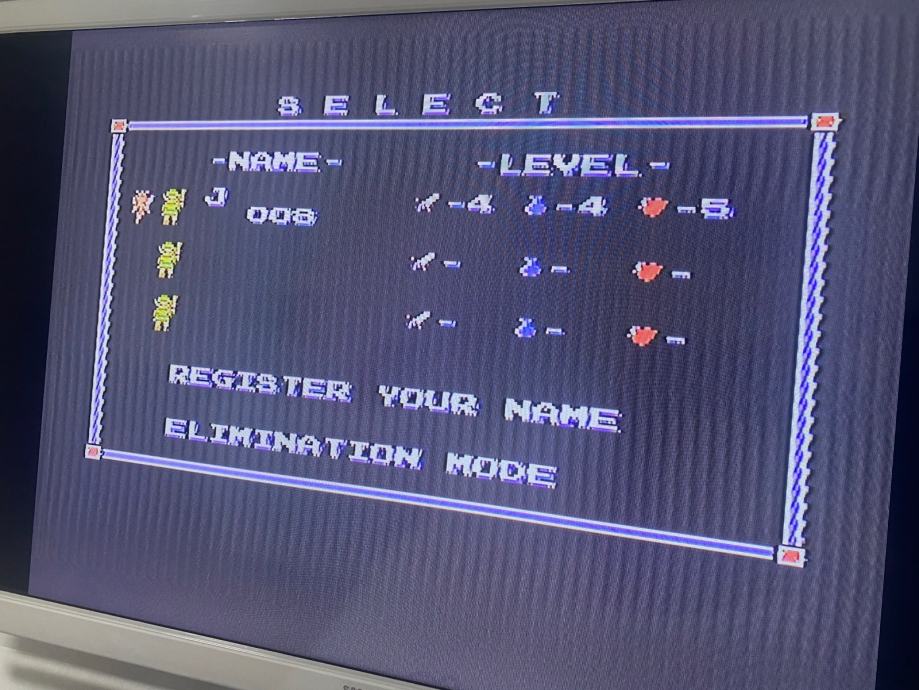 SELECT
-NAME- -LEVEL-
J -4 -4 -5
008
- - -
- - -
REGISTER YOUR NAME
ELIMINATION MODE